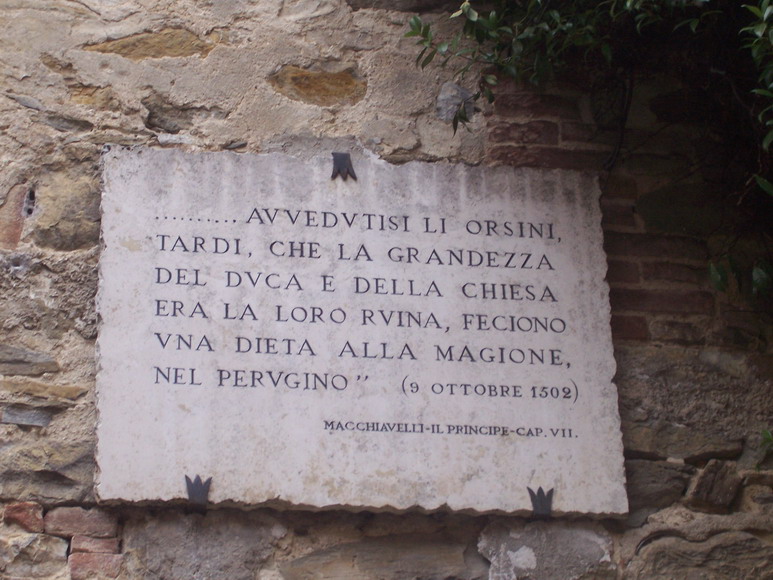 .......... AVVEDVTISI LI ORSINI,
TARDI, CHE LA GRANDEZZA
DEL DVCA E DELLA CHIESA
ERA LA LORO RVINA, FECIONO
VNA DIETA ALLA MAGIONE,
NEL PERVGINO" (9 OTTOBRE 1502)
MACCHIAVELLI-IL PRINCIPE-CAP. VII.